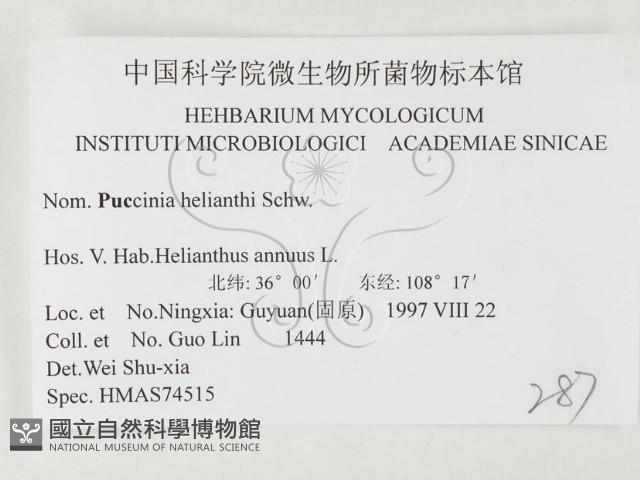 中国科学院微生物所菌物标本馆
HEHBARIUM MYCOLOGICUM
INSTITUTI MICROBIOLOGICI ACADEMIAE SINICAE
Nom. Puccinia helianthi Schw.
Hos. V. Hab.Helianthus annuus L.
北纬: 36° 00′ 东经: 108° 17′
Loc. et No.Ningxia: Guyuan(固原) 1997 VIII 22
Coll. et No. Guo Lin 1444
Det.Wei Shu-xia
Spec. HMAS74515
287
國立自然科學博物館
NATIONAL MUSEUM OF NATURAL SCIENCE